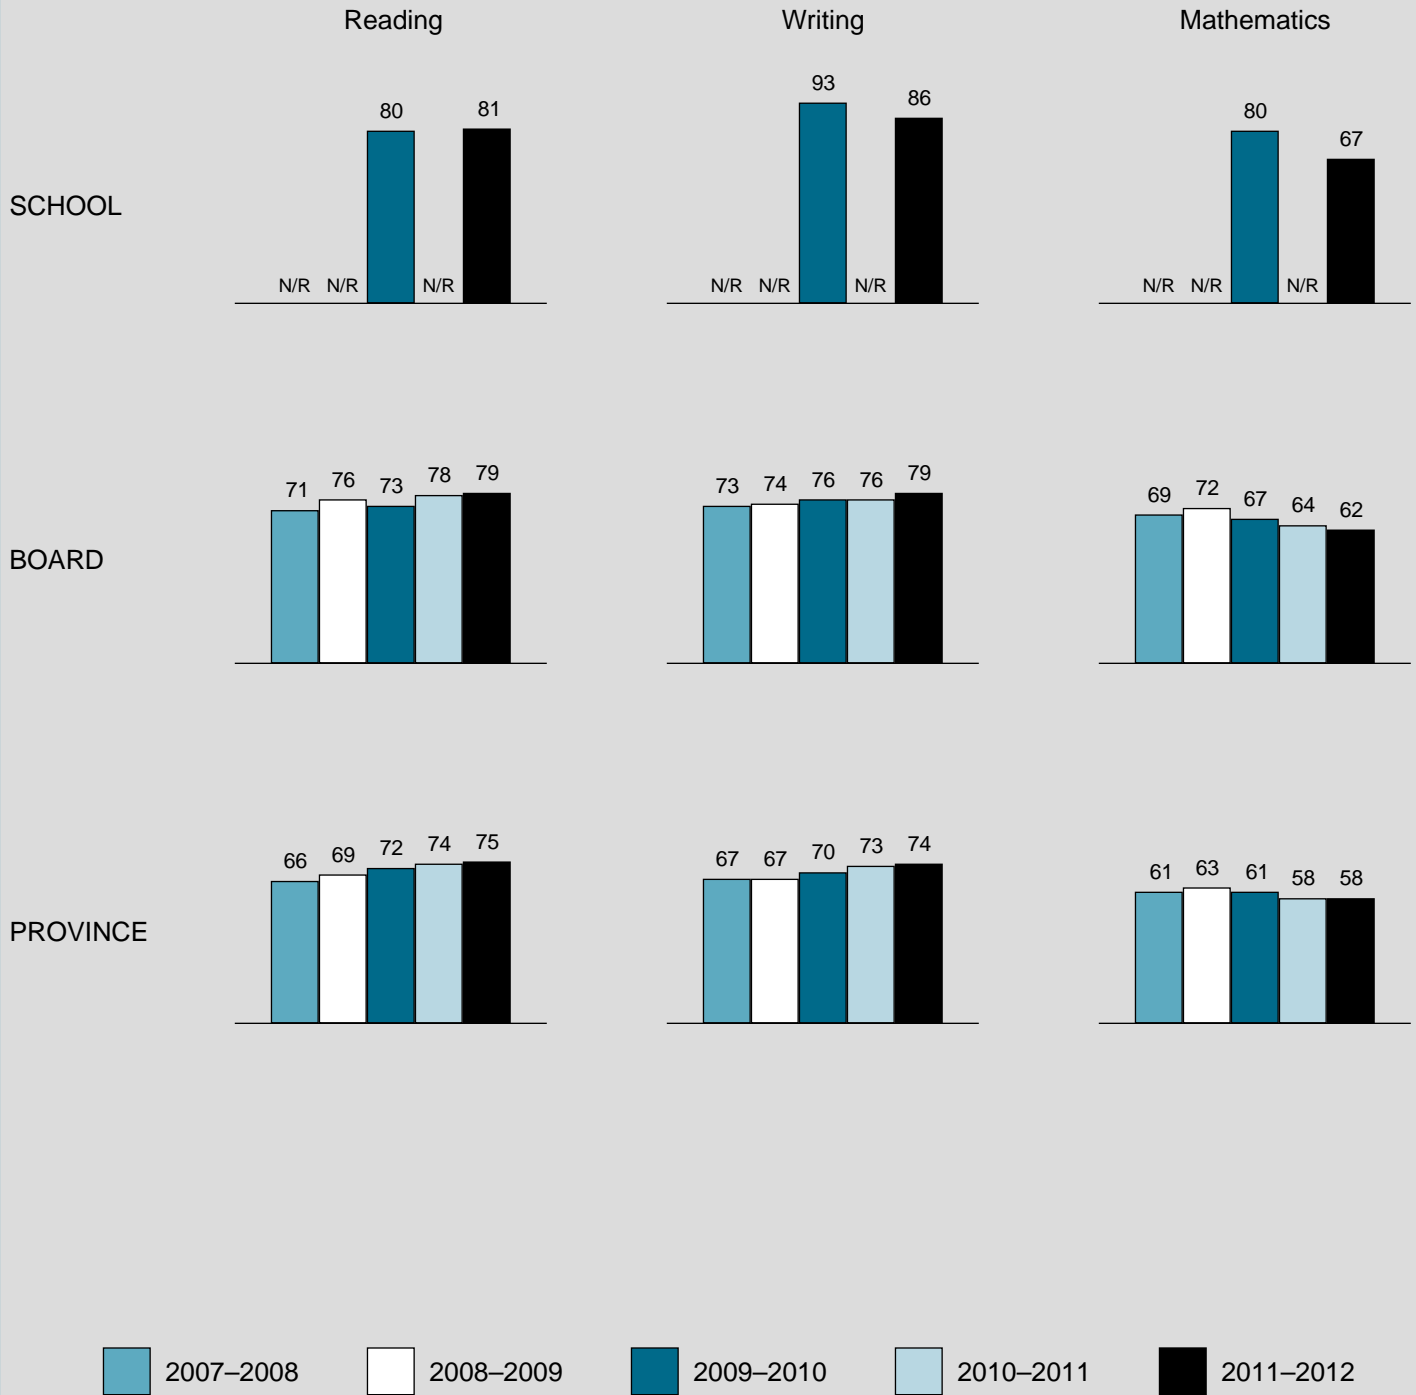 Reading Writing Mathematics
80 81 93 86 80 67
SCHOOL
N/R N/R N/R N/R N/R N/R N/R N/R N/R
71 76 73 78 79 73 74 76 76 79 69 72 67 64 62
BOARD
66 69 72 74 75 67 67 70 73 74 61 63 61 58 58
PROVINCE
2007–2008 2008–2009 2009–2010 2010–2011 2011–2012